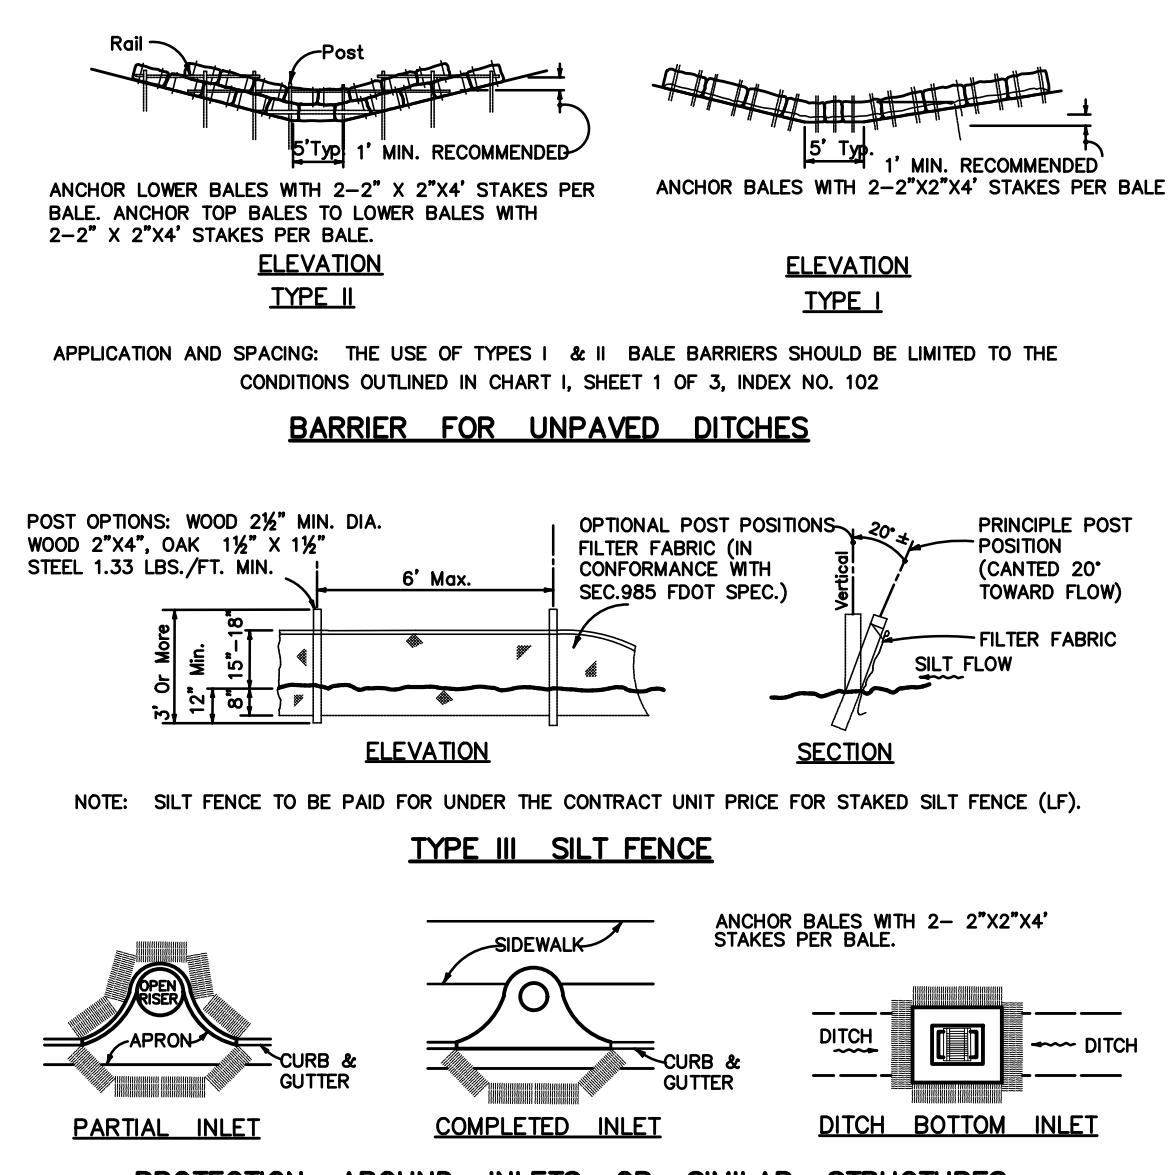 Rail
Post
5' Typ.
1' MIN. RECOMMENDED
ANCHOR LOWER BALES WITH 2-2" X 2"X4' STAKES PER
BALE. ANCHOR TOP BALES TO LOWER BALES WITH
2-2" X 2"X4' STAKES PER BALE.
ELEVATION
TYPE II
5' Typ.
1' MIN. RECOMMENDED
ANCHOR BALES WITH 2-2"X2"X4' STAKES PER BALE
ELEVATION
TYPE I
APPLICATION AND SPACING: THE USE OF TYPES I & II BALE BARRIERS SHOULD BE LIMITED TO THE
CONDITIONS OUTLINED IN CHART I, SHEET 1 OF 3, INDEX NO. 102
BARRIER FOR UNPAVED DITCHES
POST OPTIONS: WOOD 2½" MIN. DIA.
WOOD 2"X4", OAK 1½" X 1½"
STEEL 1.33 LBS./FT. MIN.
6' Max.
3' Or More
12" Min.
8"
15"-18"
OPTIONAL POST POSITIONS
FILTER FABRIC (IN
CONFORMANCE WITH
SEC.985 FDOT SPEC.)
ELEVATION
Vertical
20° ±
PRINCIPLE POST
POSITION
(CANTED 20°
TOWARD FLOW)
FILTER FABRIC
SILT FLOW
SECTION
NOTE: SILT FENCE TO BE PAID FOR UNDER THE CONTRACT UNIT PRICE FOR STAKED SILT FENCE (LF).
TYPE III SILT FENCE
OPEN
RISER
APRON
CURB &
GUTTER
PARTIAL INLET
SIDEWALK
CURB &
GUTTER
COMPLETED INLET
ANCHOR BALES WITH 2- 2"X2"X4'
STAKES PER BALE.
DITCH
DITCH
DITCH BOTTOM INLET
PROTECTION AROUND INLETS OR SIMILAR STRUCTURES